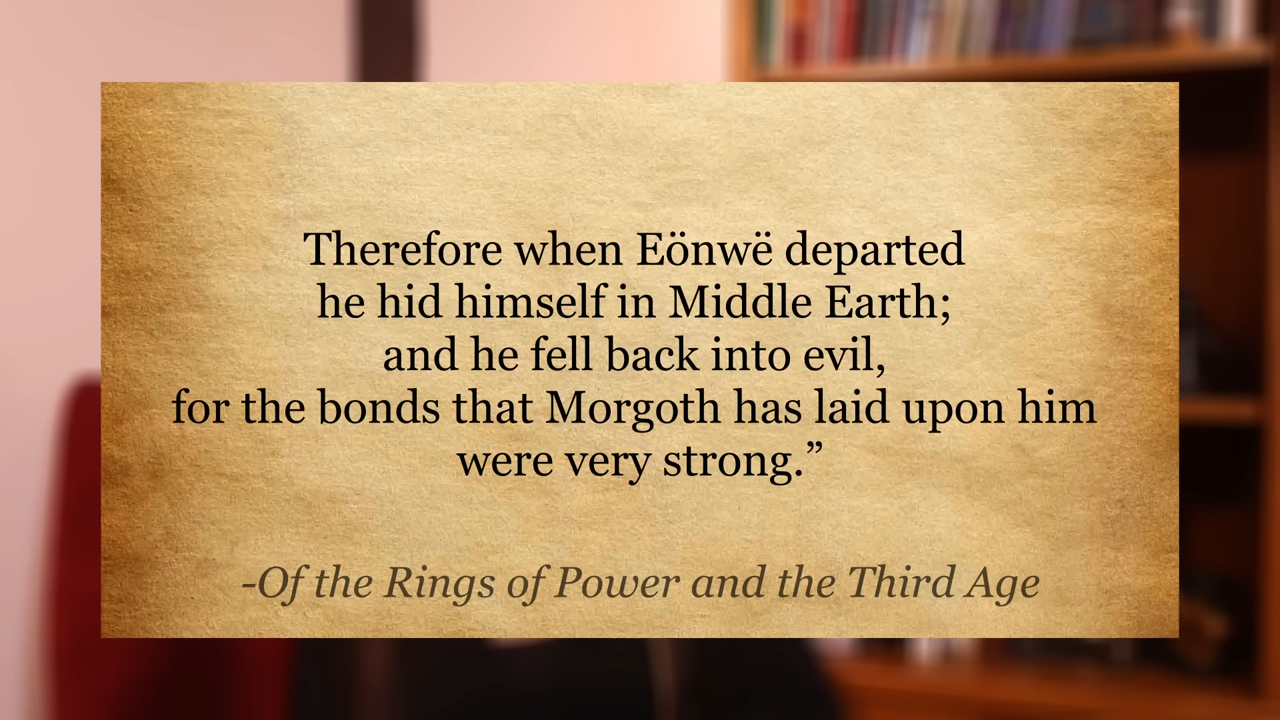 Therefore when Eönwë departed
he hid himself in Middle Earth;
and he fell back into evil,
for the bonds that Morgoth has laid upon him
were very strong.”
-Of the Rings of Power and the Third Age